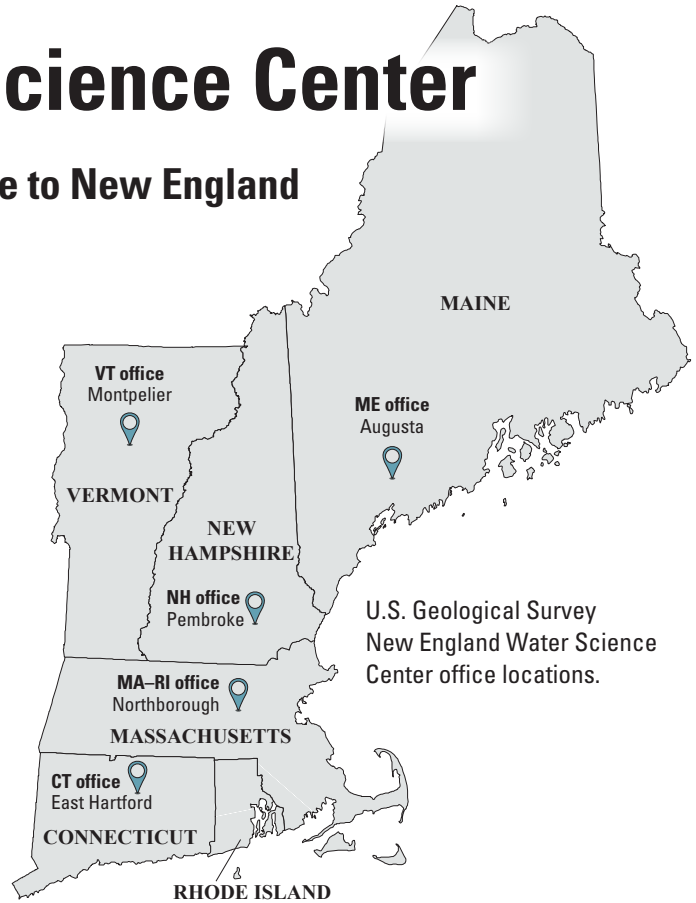 cience Center
e to New England
MAINE
VT office
Montpelier
ME office
Augusta
VERMONT
NEW
HAMPSHIRE
NH office
Pembroke
U.S. Geological Survey
New England Water Science
Center office locations.
MA–RI office
Northborough
MASSACHUSETTS
CT office
East Hartford
CONNECTICUT
RHODE ISLAND